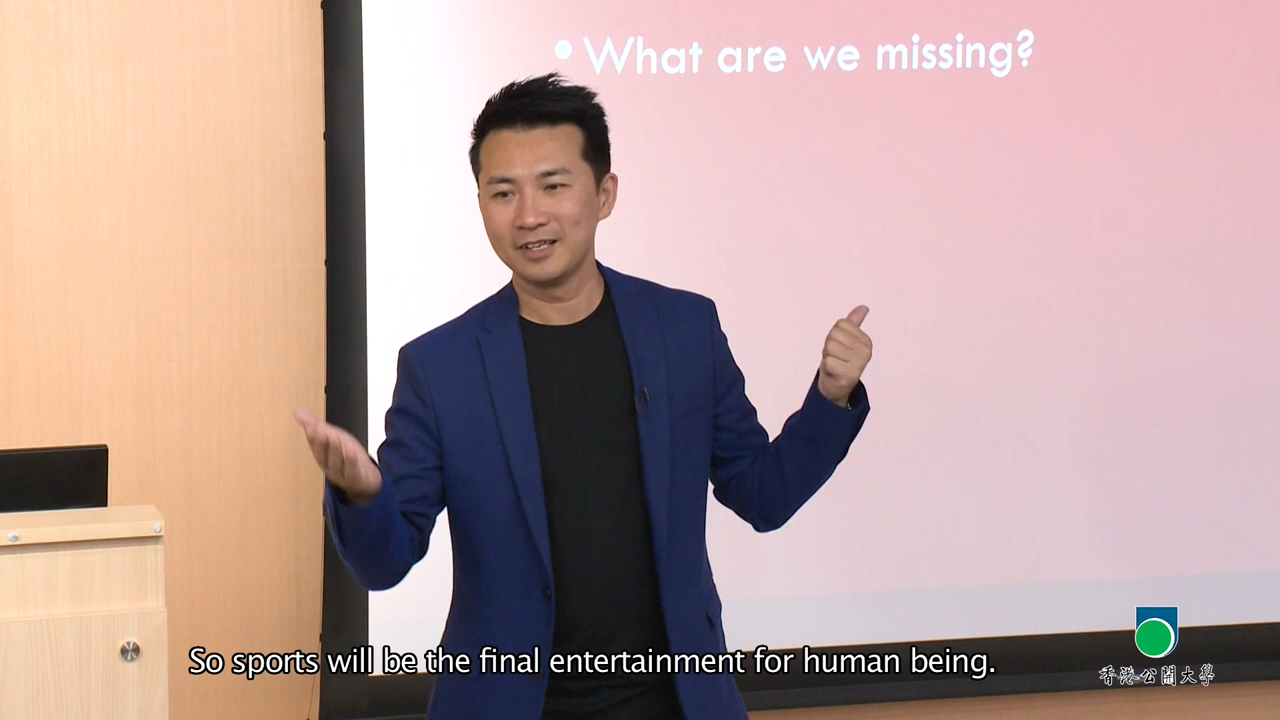 • What are we missing?
So sports will be the final entertainment for human being.
香港公開大學